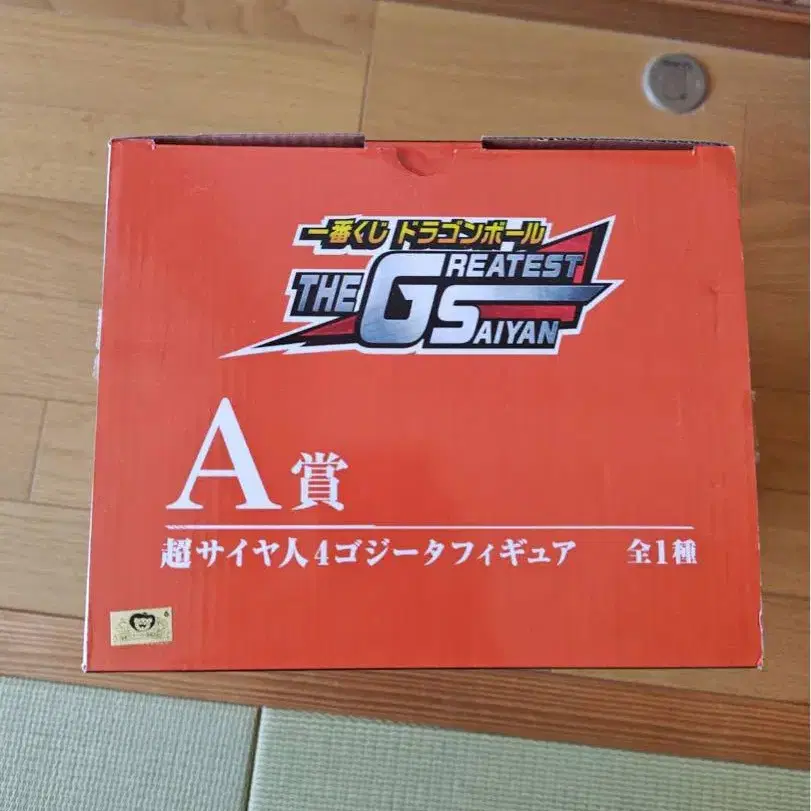 一番くじ ドラゴンボール
THE GREATEST SAIYAN
A賞
超サイヤ人4ゴジータフィギュア 全1種